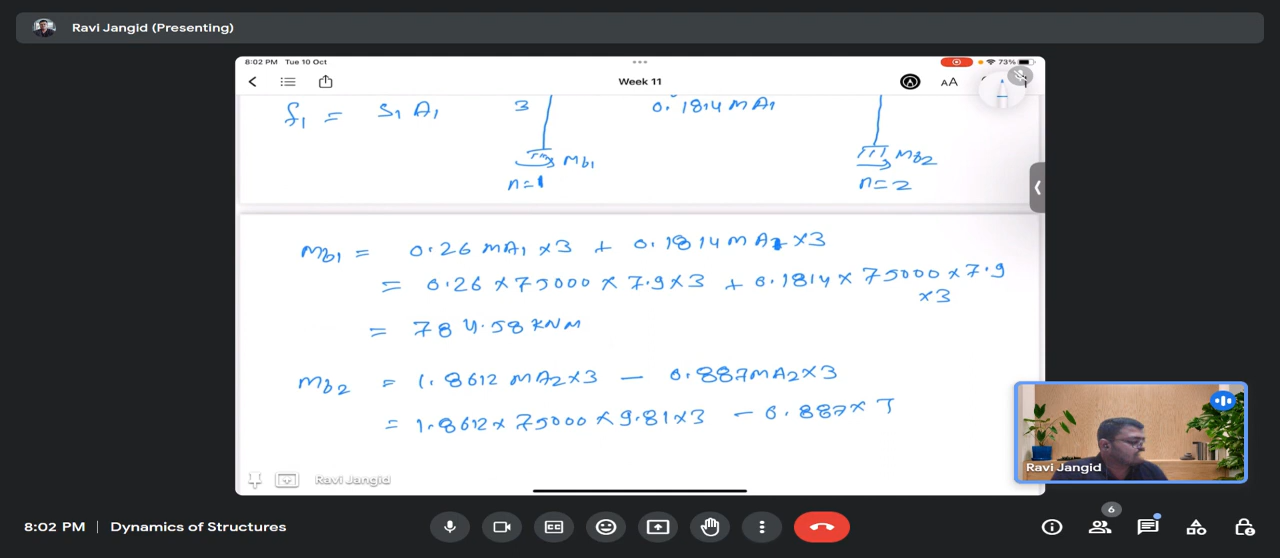 Ravi Jangid (Presenting)
8:02 PM Tue 10 Oct
73%
Week 11
AA
f1 = S1 A1
3
0.1814 mA1
Mb1
Mb2
n=1
n=2
Mb1 = 0.26 mA1 ×3 + 0.1814 m A1 ×3
= 0.26 × 75000 × 7.9 × 3 + 0.1814 × 75000 × 7.9
×3
= 784.58 KNM
Mb2 = 1.8612 mA2×3 – 0.887mA2×3
= 1.8612 × 75000 × 9.81 ×3 – 0.887×7
Ravi Jangid
Ravi Jangid
8:02 PM | Dynamics of Structures
6